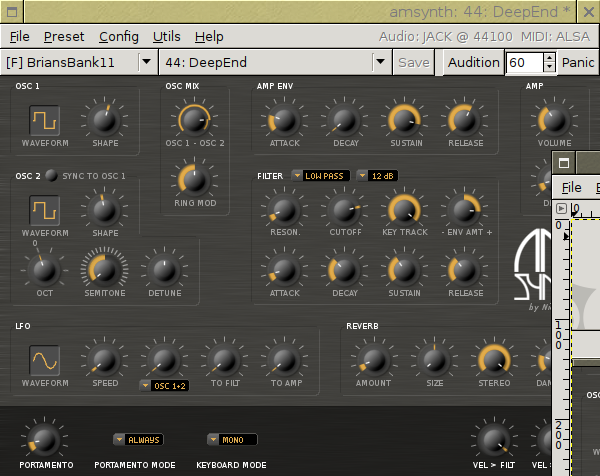 amsynth: 44: DeepEnd *
File Preset Config Utils Help Audio: JACK @ 44100 MIDI: ALSA
[F] BriansBank11 44: DeepEnd Save Audition 60 Panic
OSC 1 OSC MIX AMP ENV AMP
WAVEFORM SHAPE OSC 1 - OSC 2 ATTACK DECAY SUSTAIN RELEASE VOLUME
OSC 2 SYNC TO OSC 1 FILTER LOW PASS 12 dB File
RING MOD
WAVEFORM SHAPE RESON. CUTOFF KEY TRACK - ENV AMT +
0
0
0
OCT SEMITONE DETUNE ATTACK DECAY SUSTAIN RELEASE
by Ni
LFO REVERB
100
WAVEFORM SPEED OSC 1+2 TO FILT TO AMP AMOUNT SIZE STEREO
200
ALWAYS MONO
PORTAMENTO PORTAMENTO MODE KEYBOARD MODE VEL > FILT VEL >